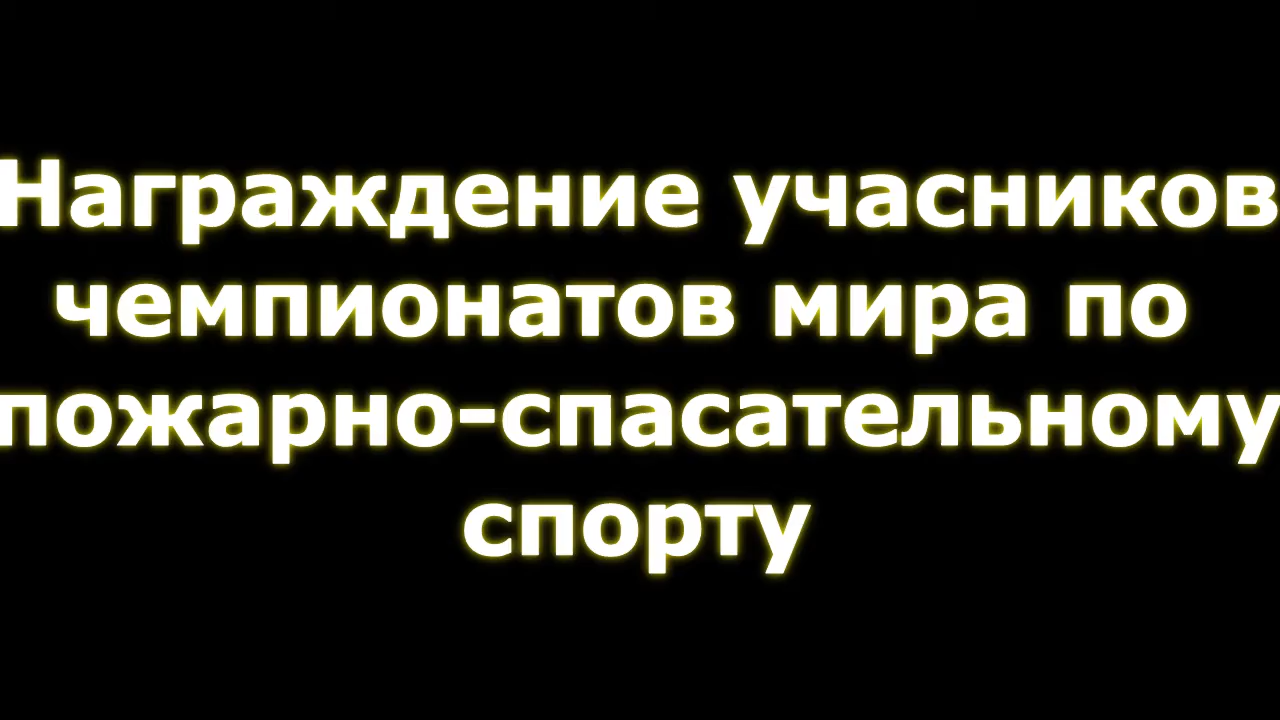 Награждение учасников
чемпионатов мира по
пожарно-спасательному
спорту